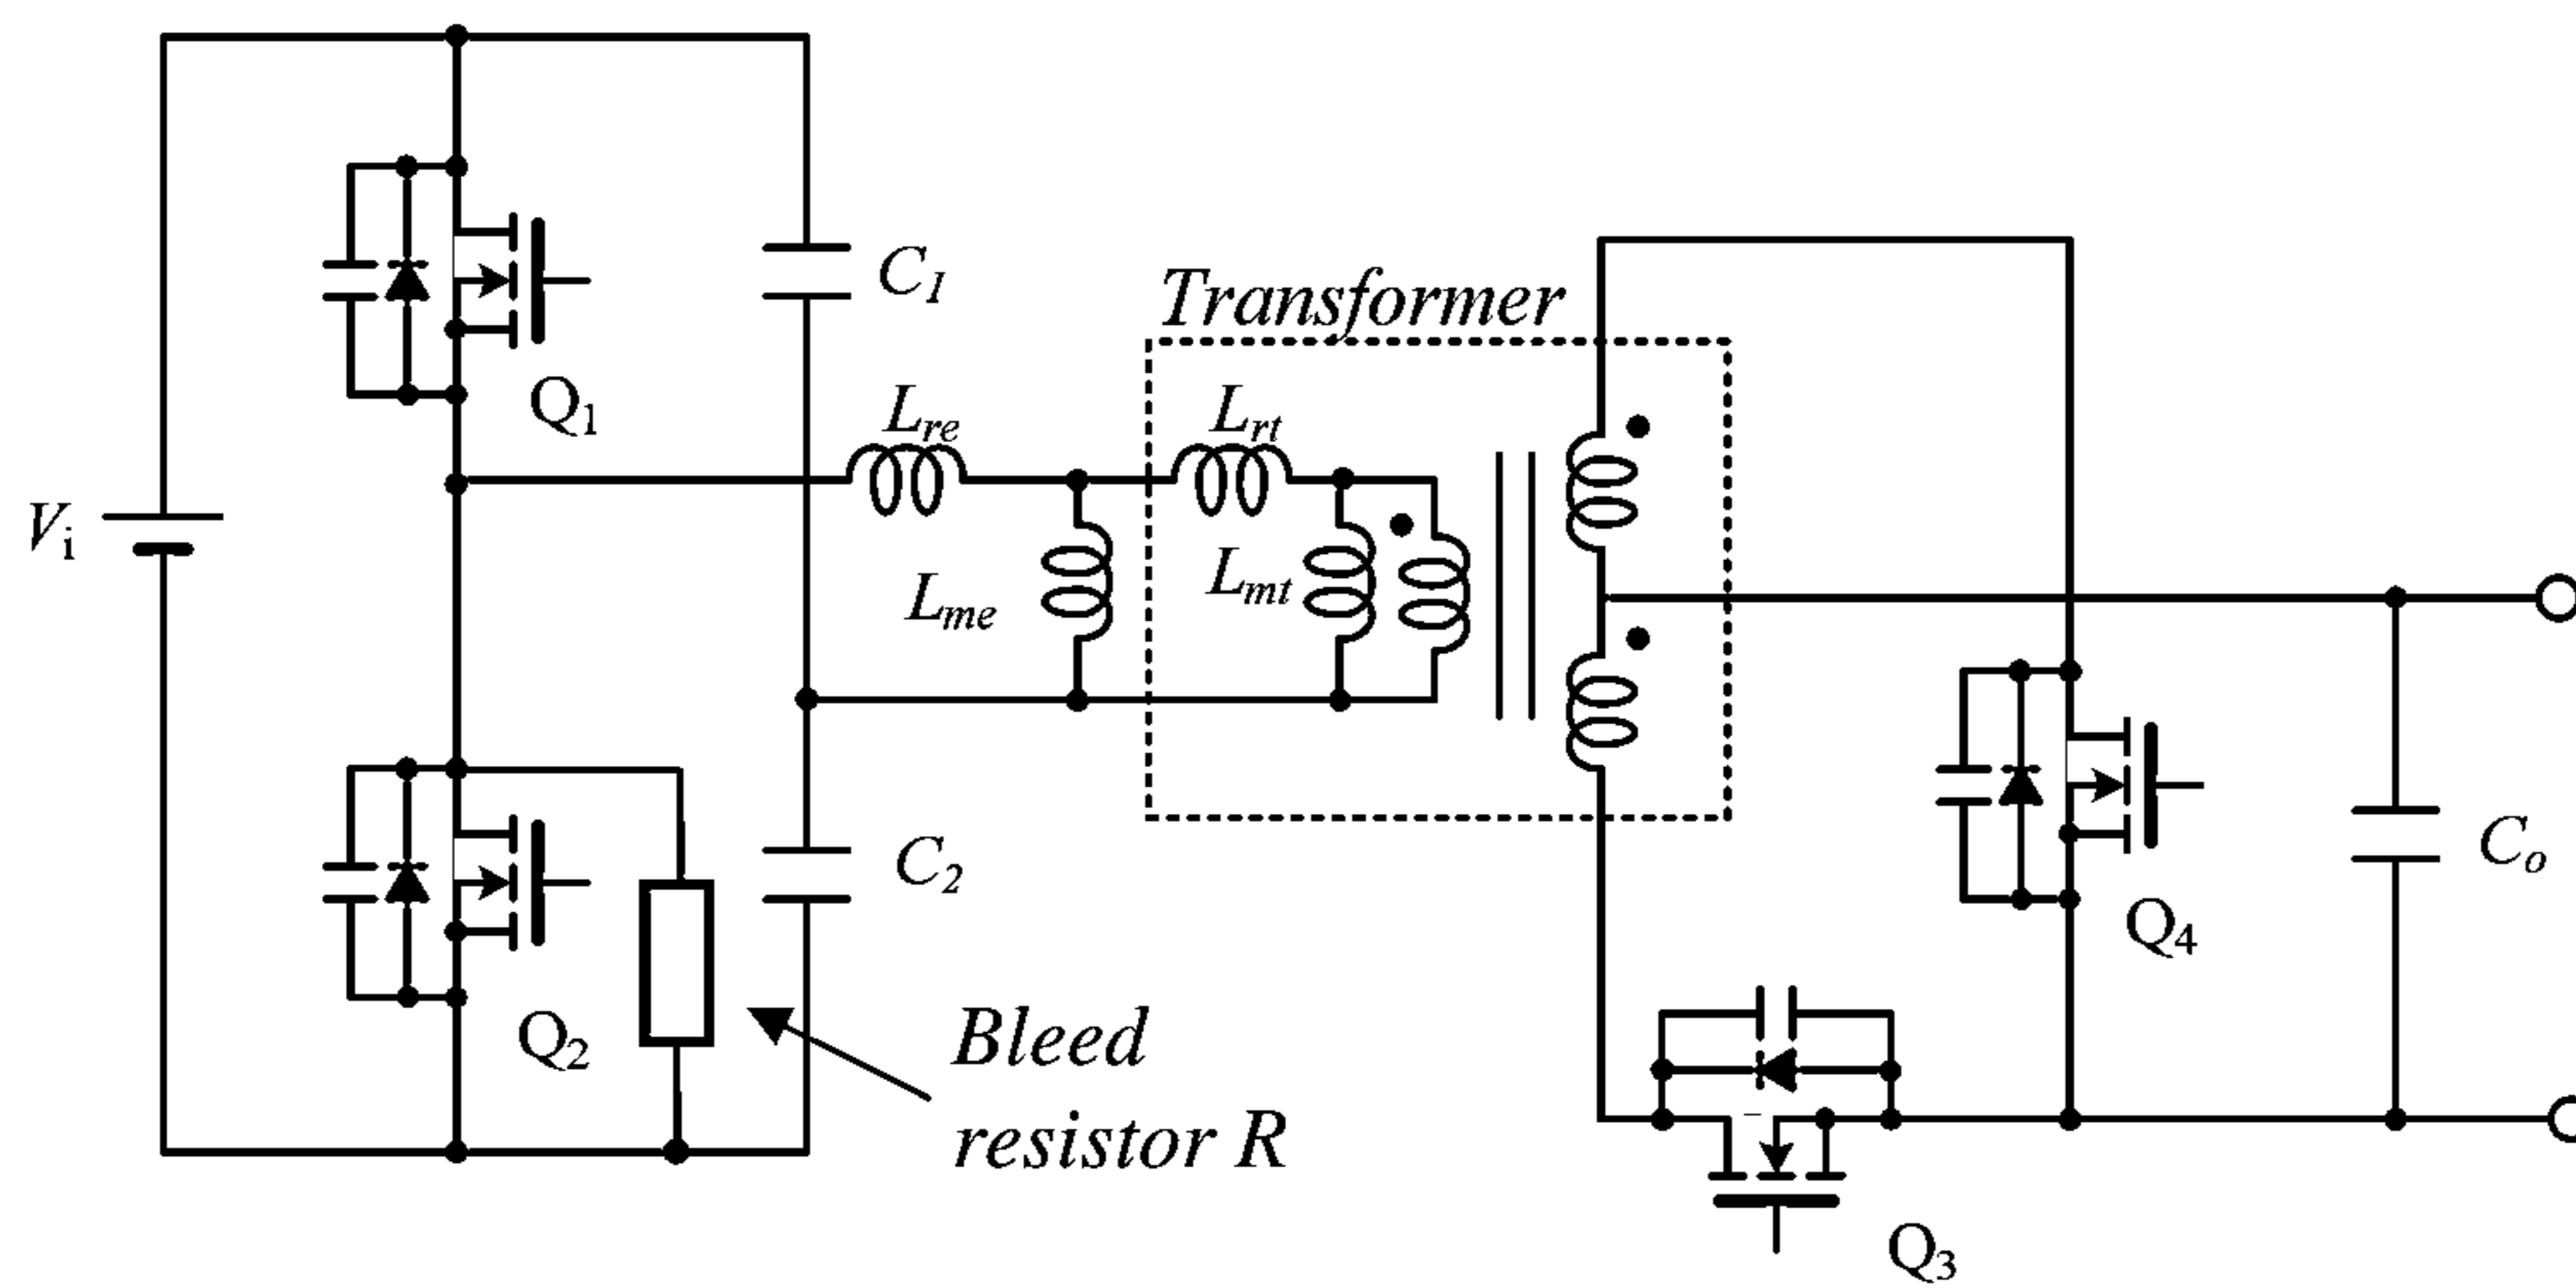 C1
Transformer
Lre
Lrt
Q1
Vi
Lme
Lmt
C2
Co
Q4
Q2
Bleed
resistor R
Q3